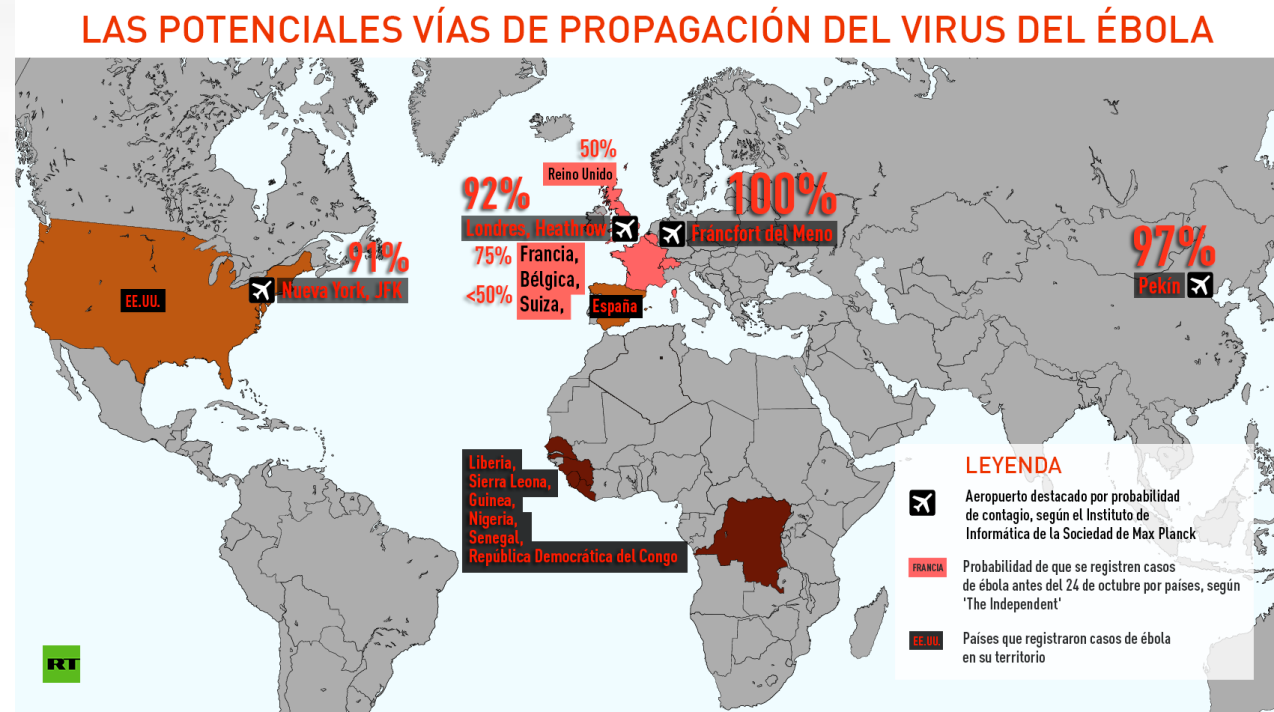 LAS POTENCIALES VÍAS DE PROPAGACIÓN DEL VIRUS DEL ÉBOLA
50%
Reino Unido
92%
Londres, Heathrow
100%
Fráncfort del Meno
97%
Pekín
91%
Nueva York, JFK
EE.UU.
75%
Francia,
Bélgica,
<50%
Suiza,
España
Liberia,
Sierra Leona,
Guinea,
Nigeria,
Senegal,
República Democrática del Congo
LEYENDA
Aeropuerto destacado por probabilidad
de contagio, según el Instituto de
Informática de la Sociedad de Max Planck
FRANCIA
Probabilidad de que se registren casos
de ébola antes del 24 de octubre por países, según
'The Independent'
EE.UU.
Países que registraron casos de ébola
en su territorio
RT